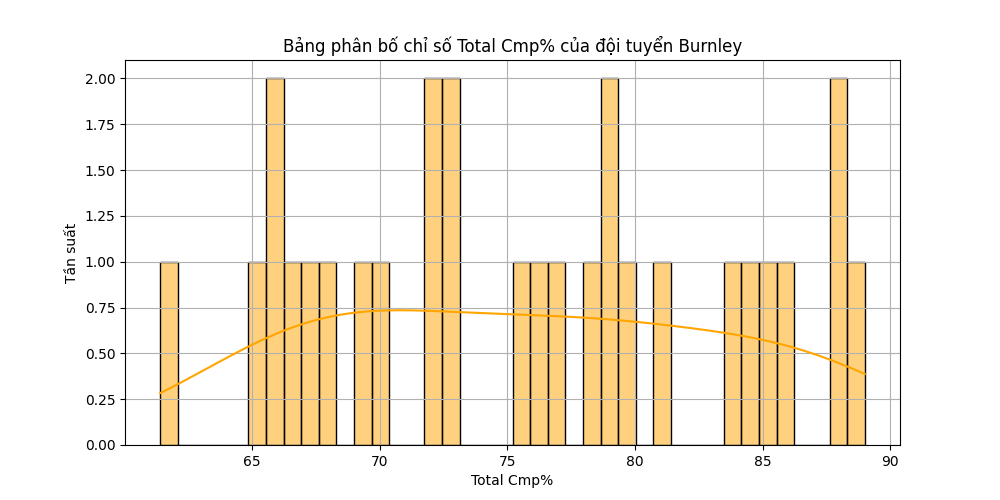 Bảng phân bố chỉ số Total Cmp% của đội tuyển Burnley
Tần suất
2.00
1.75
1.50
1.25
1.00
0.75
0.50
0.25
0.00
65 70 75 80 85 90
Total Cmp%